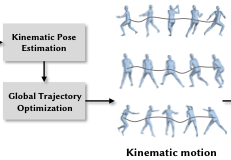 Kinematic Pose
Estimation
Global Trajectory
Optimization
Kinematic motion